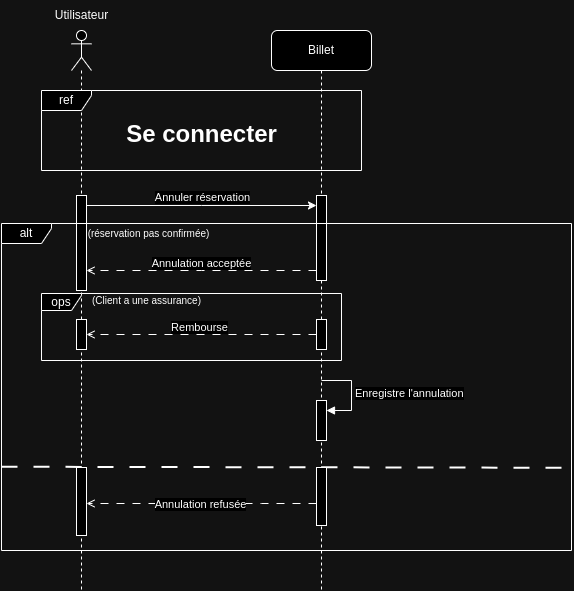 Utilisateur
Billet
ref
Se connecter
Annuler réservation
alt
(réservation pas confirmée)
Annulation acceptée
ops
(Client a une assurance)
Rembourse
Enregistre l'annulation
Annulation refusée